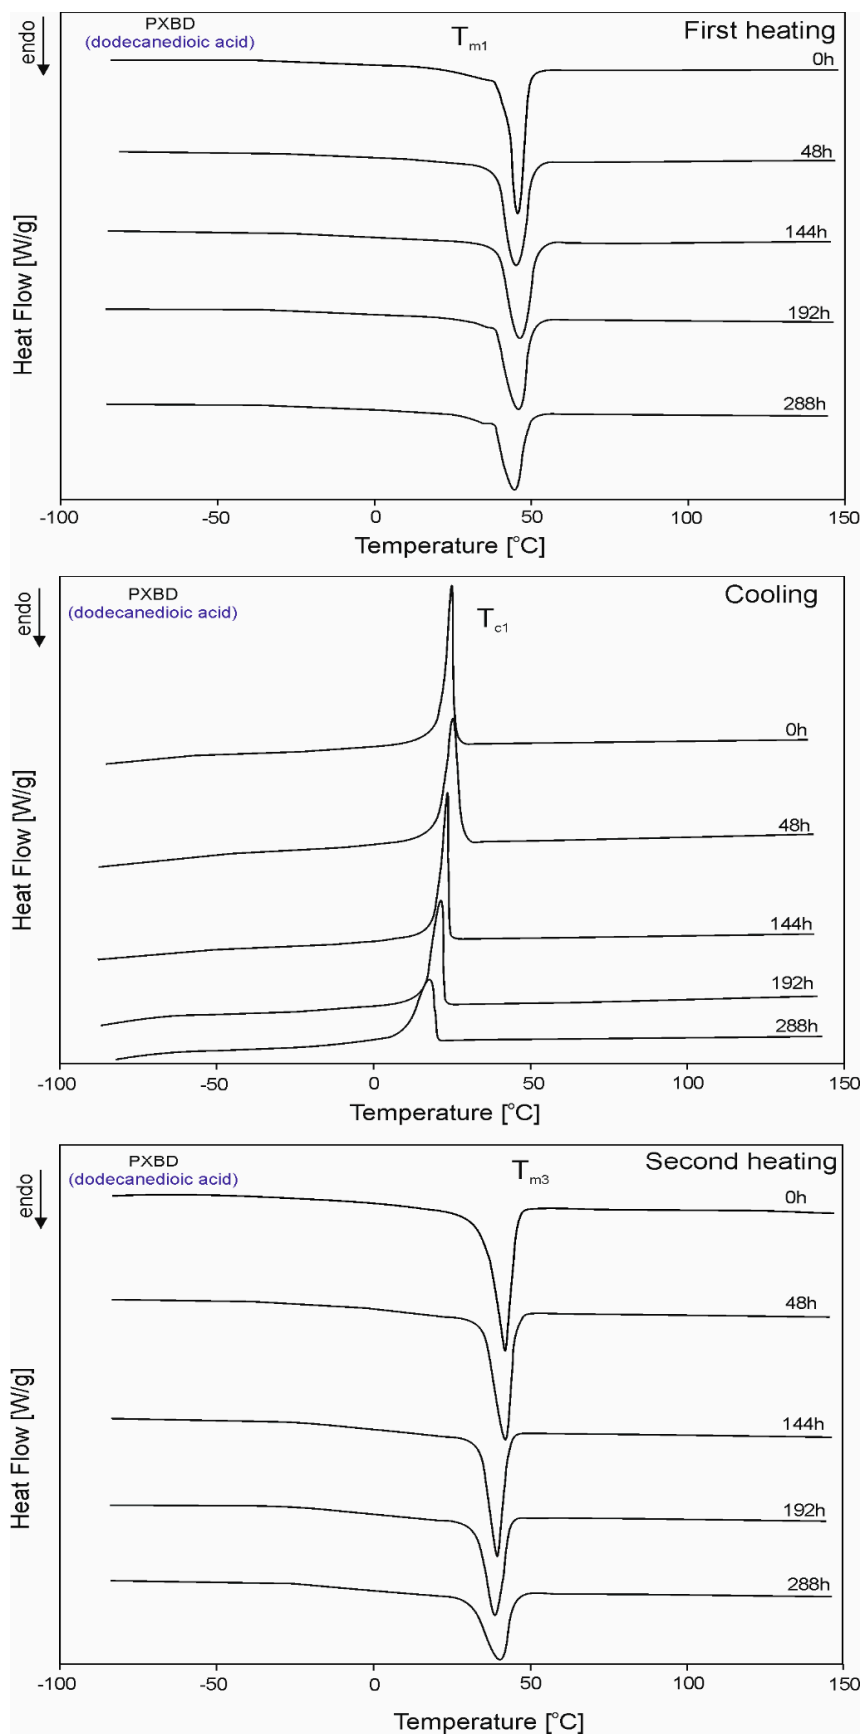 endo
PXBD
(dodecanedioic acid)
Tm1
First heating
0h
48h
144h
192h
288h
Heat Flow [W/g]
-100 -50 0 50 100 150
Temperature [°C]
endo
PXBD
(dodecanedioic acid)
Tc1
Cooling
0h
48h
144h
192h
288h
Heat Flow [W/g]
-100 -50 0 50 100 150
Temperature [°C]
endo
PXBD
(dodecanedioic acid)
Tm3
Second heating
0h
48h
144h
192h
288h
Heat Flow [W/g]
-100 -50 0 50 100 150
Temperature [°C]